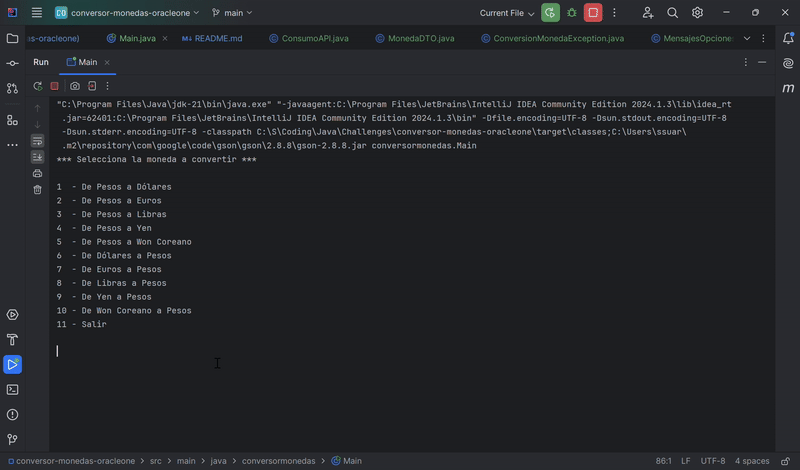 CO conversor-monedas-oracleone
main
Current File
as-oracleone)
Main.java
M↓ README.md
ConsumoAPI.java
MonedaDTO.java
ConversionMonedaException.java
MensajesOpcione
Run
Main
"C:\Program Files\Java\jdk-21\bin\java.exe" "-javaagent:C:\Program Files\JetBrains\IntelliJ IDEA Community Edition 2024.1.3\lib\idea_rt
.jar=62401:C:\Program Files\JetBrains\IntelliJ IDEA Community Edition 2024.1.3\bin" -Dfile.encoding=UTF-8 -Dsun.stdout.encoding=UTF-8
-Dsun.stderr.encoding=UTF-8 -classpath C:\S\Coding\Java\Challenges\conversor-monedas-oracleone\target\classes;C:\Users\ssuar\
.m2\repository\com\google\code\gson\gson\2.8.8\gson-2.8.8.jar conversormonedas.Main
*** Selecciona la moneda a convertir ***
1 - De Pesos a Dólares
2 - De Pesos a Euros
3 - De Pesos a Libras
4 - De Pesos a Yen
5 - De Pesos a Won Coreano
6 - De Dólares a Pesos
7 - De Euros a Pesos
8 - De Libras a Pesos
9 - De Yen a Pesos
10 - De Won Coreano a Pesos
11 - Salir
conversor-monedas-oracleone > src > main > java > conversormonedas > Main
86:1 LF UTF-8 4 spaces